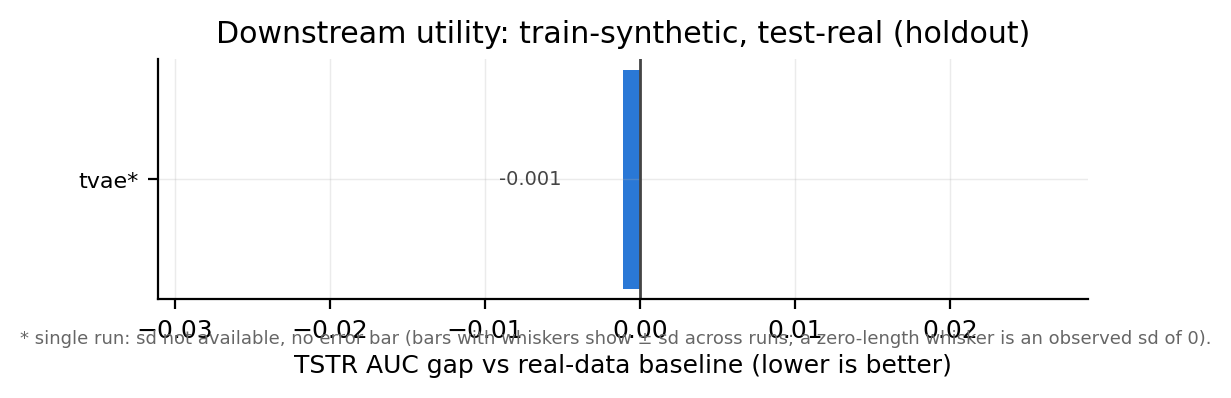 Downstream utility: train-synthetic, test-real (holdout)
tvae*
-0.001
−0.03 −0.02 −0.01 0.00 0.01 0.02
* single run: sd not available, no error bar (bars with whiskers show ± sd across runs; a zero-length whisker is an observed sd of 0).
TSTR AUC gap vs real-data baseline (lower is better)